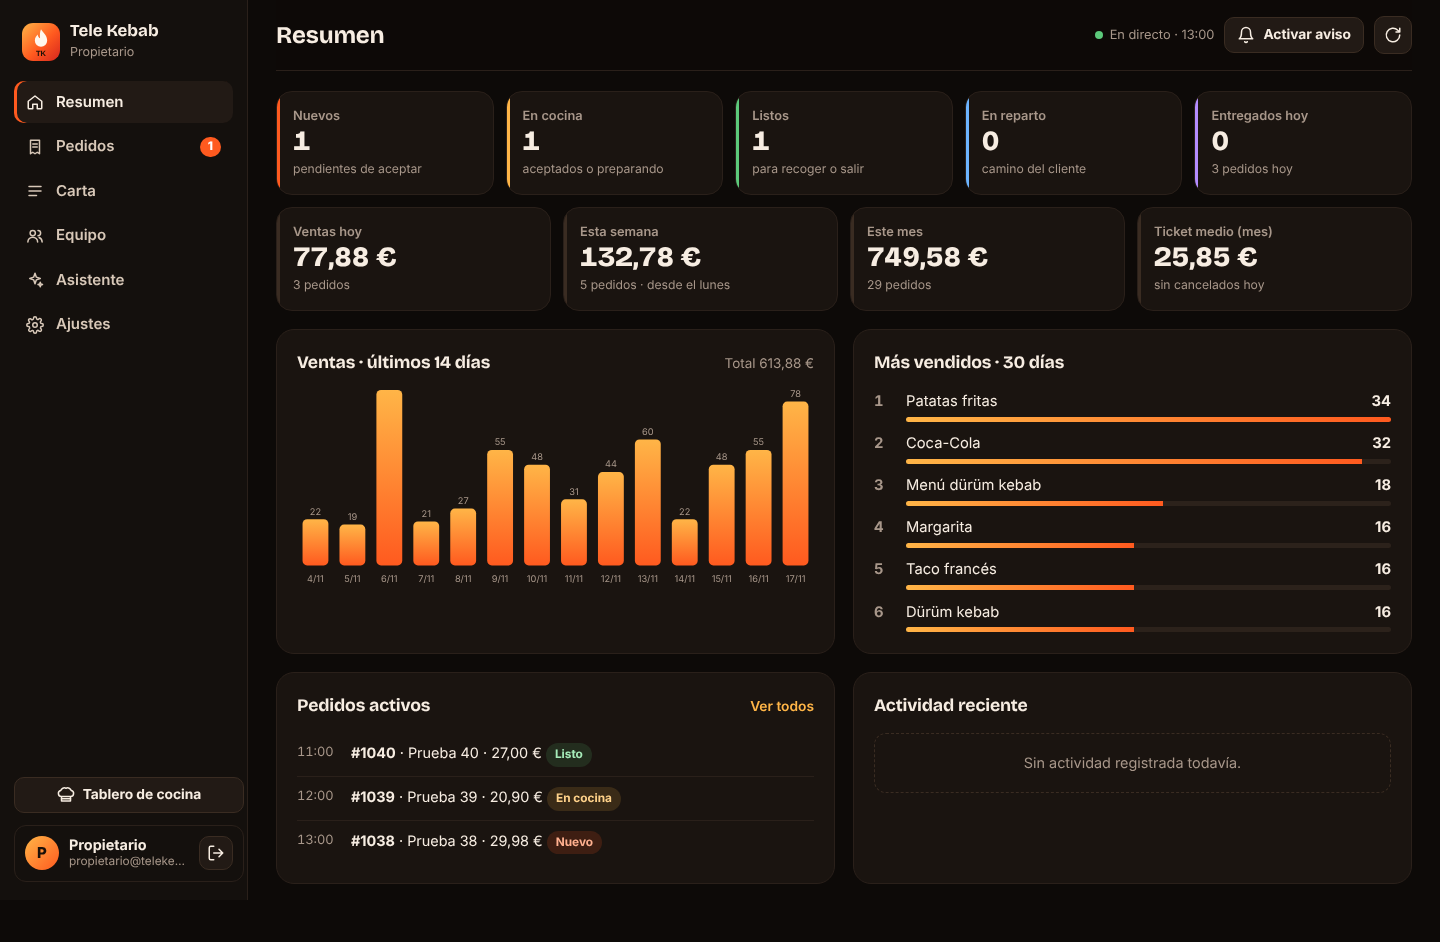 Tele Kebab
Propietario
TK
Resumen
Pedidos 1
Carta
Equipo
Asistente
Ajustes
Tablero de cocina
P
Propietario
propietario@teleke...
Resumen
En directo · 13:00
Activar aviso
Nuevos
1
pendientes de aceptar
En cocina
1
aceptados o preparando
Listos
1
para recoger o salir
En reparto
0
camino del cliente
Entregados hoy
0
3 pedidos hoy
Ventas hoy
77,88 €
3 pedidos
Esta semana
132,78 €
5 pedidos · desde el lunes
Este mes
749,58 €
29 pedidos
Ticket medio (mes)
25,85 €
sin cancelados hoy
Ventas · últimos 14 días
Total 613,88 €
22 19 21 27 55 48 31 44 60 22 48 55 78
4/11 5/11 6/11 7/11 8/11 9/11 10/11 11/11 12/11 13/11 14/11 15/11 16/11 17/11
Más vendidos · 30 días
1 Patatas fritas 34
2 Coca-Cola 32
3 Menú dürüm kebab 18
4 Margarita 16
5 Taco francés 16
6 Dürüm kebab 16
Pedidos activos
Ver todos
11:00 #1040 · Prueba 40 · 27,00 € Listo
12:00 #1039 · Prueba 39 · 20,90 € En cocina
13:00 #1038 · Prueba 38 · 29,98 € Nuevo
Actividad reciente
Sin actividad registrada todavía.